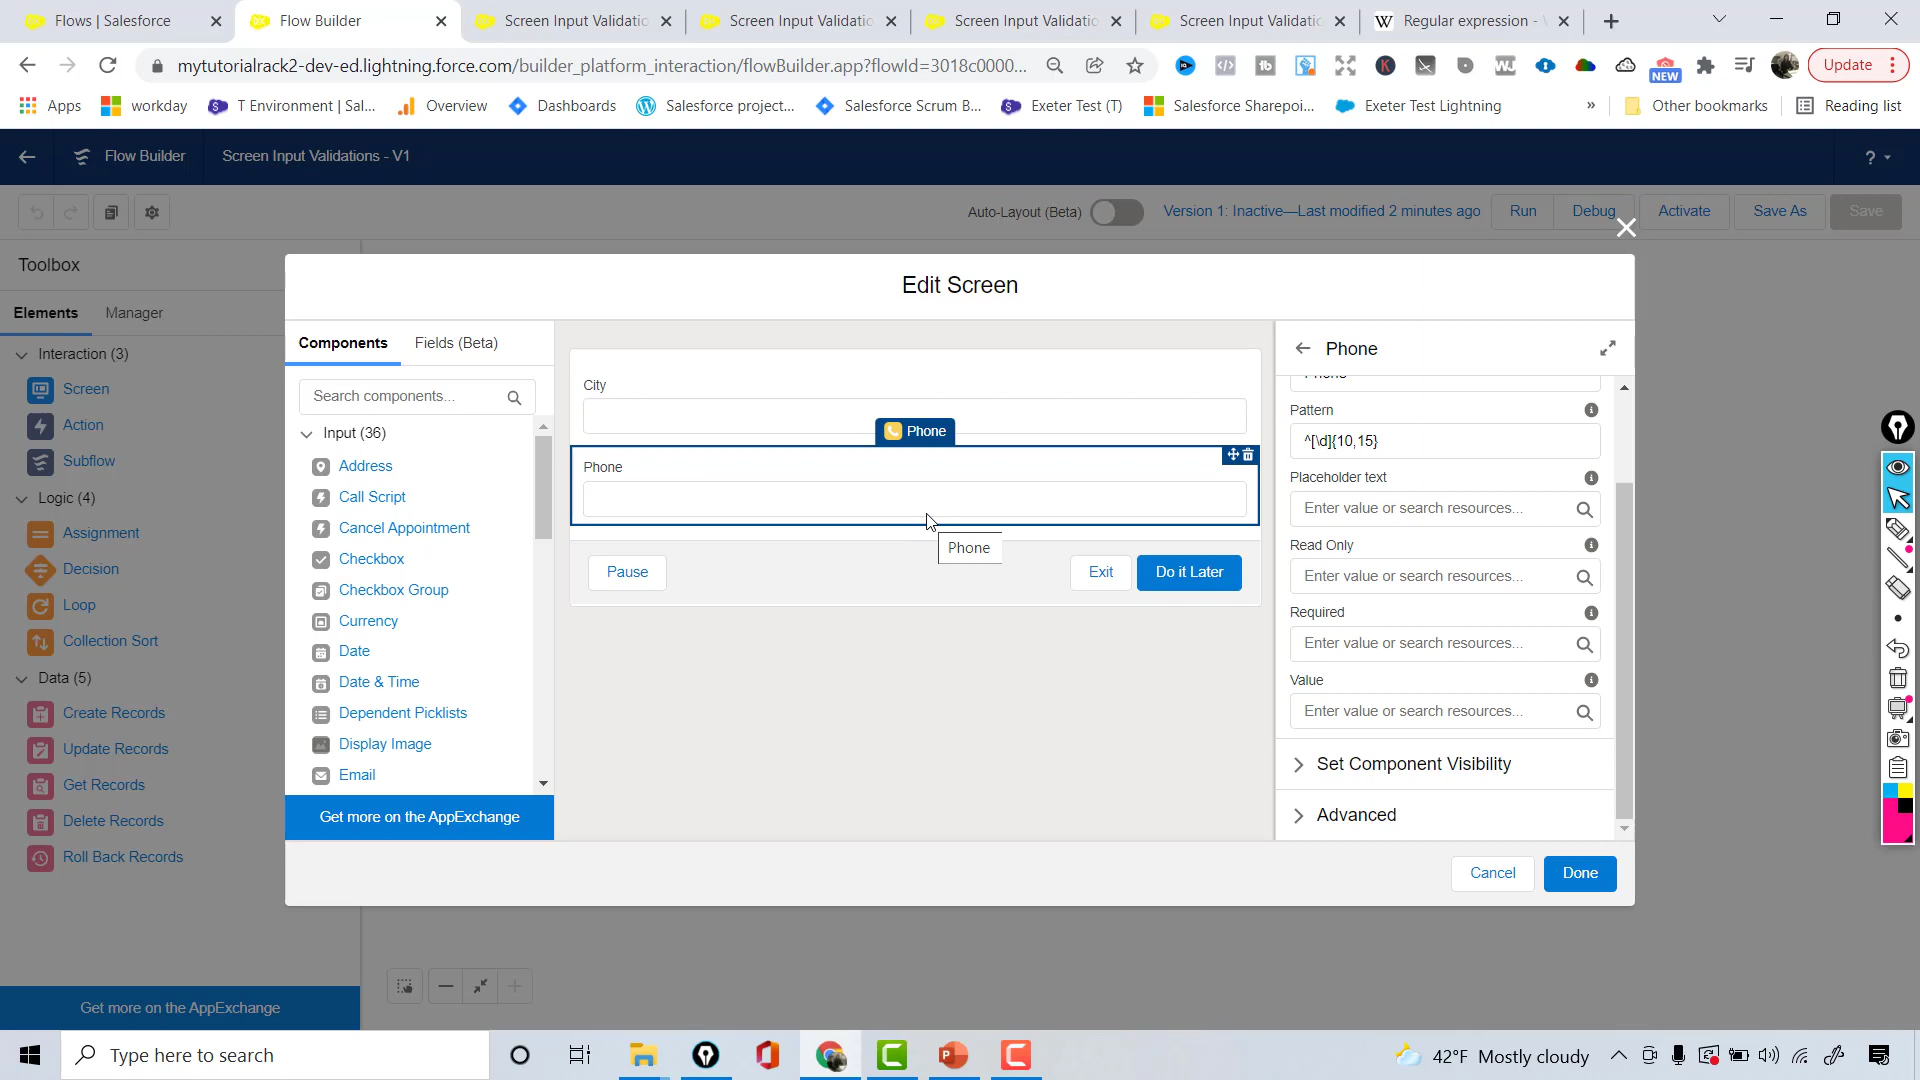 Flows | Salesforce
Flow Builder
Screen Input Validatio
Screen Input Validatio
Screen Input Validatio
Screen Input Validatio
Regular expression -
mytutorialrack2-dev-ed.lightning.force.com/builder_platform_interaction/flowBuilder.app?flowId=3018c0000...
NEW
Update
Apps
workday
T Environment | Sal...
Overview
Dashboards
Salesforce project...
Salesforce Scrum B...
Exeter Test (T)
Salesforce Sharepoi...
Exeter Test Lightning
»
Other bookmarks
Reading list
Flow Builder
Screen Input Validations - V1
?
Auto-Layout (Beta)
Version 1: Inactive—Last modified 2 minutes ago
Run
Debug
Activate
Save As
Save
Toolbox
Elements
Manager
Interaction (3)
Screen
Action
Subflow
Logic (4)
Assignment
Decision
Loop
Collection Sort
Data (5)
Create Records
Update Records
Get Records
Delete Records
Roll Back Records
Get more on the AppExchange
Edit Screen
Components
Fields (Beta)
Search components...
Input (36)
Address
Call Script
Cancel Appointment
Checkbox
Checkbox Group
Currency
Date
Date & Time
Dependent Picklists
Display Image
Email
Get more on the AppExchange
City
Phone
Phone
Phone
Pause
Exit
Do it Later
Phone
Phone
Pattern
^[\d]{10,15}
Placeholder text
Enter value or search resources...
Read Only
Enter value or search resources...
Required
Enter value or search resources...
Value
Enter value or search resources...
Set Component Visibility
Advanced
Cancel
Done
Type here to search
42°F Mostly cloudy